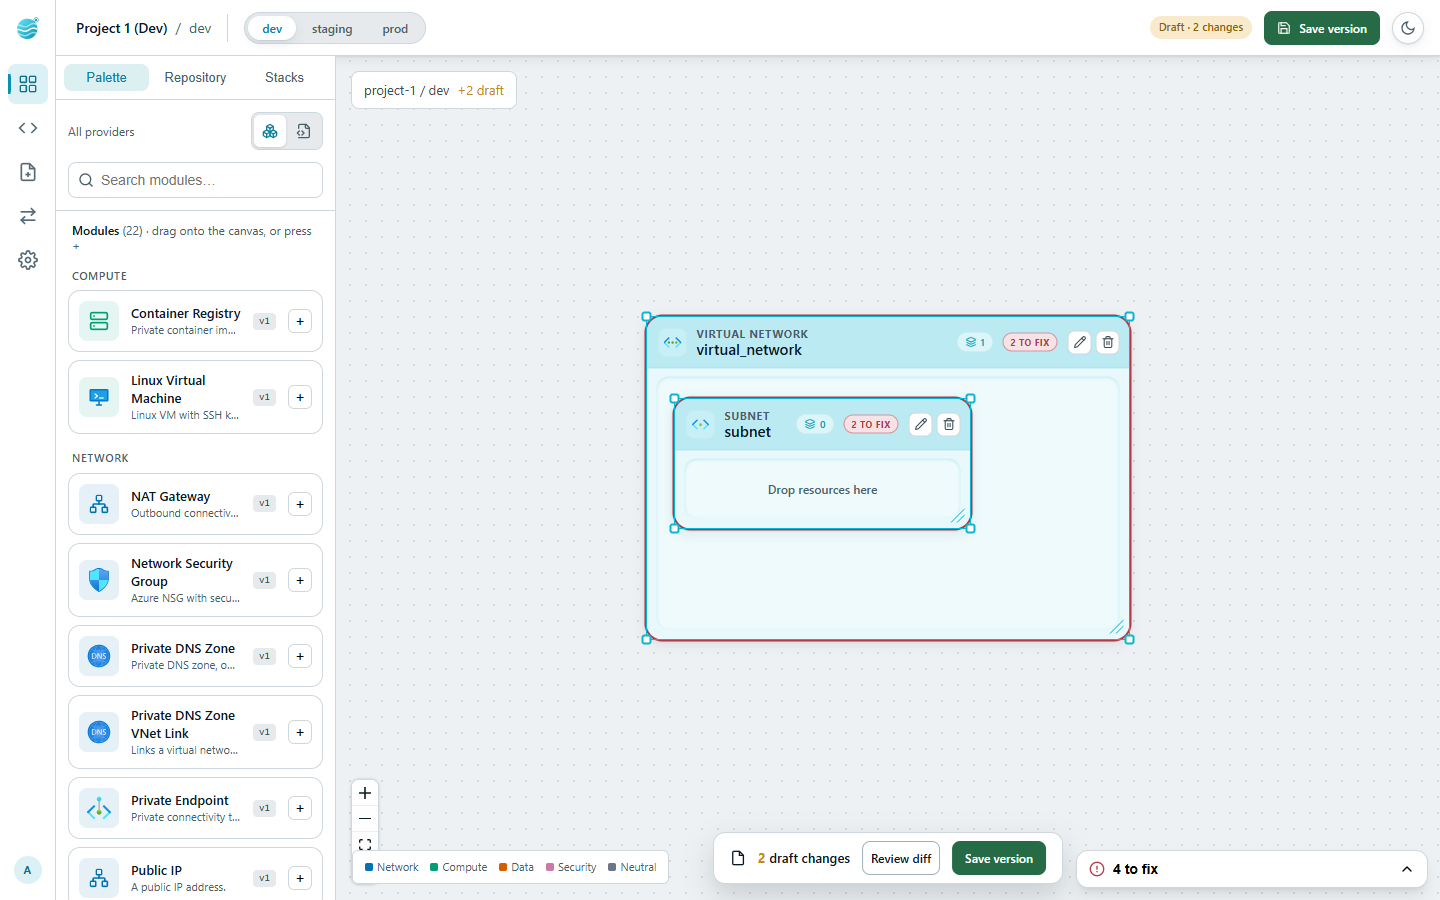 Project 1 (Dev) / dev
dev staging prod
Draft · 2 changes
Save version
Palette Repository Stacks
project-1 / dev +2 draft
All providers
Search modules...
Modules (22) · drag onto the canvas, or press
+
COMPUTE
Container Registry
Private container im...
v1 +
Linux Virtual
Machine
Linux VM with SSH k...
v1 +
NETWORK
NAT Gateway
Outbound connectiv...
v1 +
Network Security
Group
Azure NSG with secu...
v1 +
DNS
Private DNS Zone
Private DNS zone, o...
v1 +
DNS
Private DNS Zone
VNet Link
Links a virtual netwo...
v1 +
Private Endpoint
Private connectivity t...
v1 +
Public IP
A public IP address.
v1 +
A
VIRTUAL NETWORK
virtual_network
1 2 TO FIX
SUBNET
subnet
0 2 TO FIX
Drop resources here
Network Compute Data Security Neutral
2 draft changes
Review diff
Save version
4 to fix